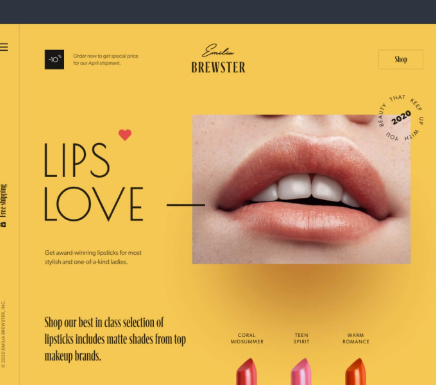 -10%
Order now to get special price
for our April shipment.
Emilia
BREWSTER
Shop
BEAUTY THAT KEEP UP WITH YOU
2020
LIPS
LOVE
Get award-winning lipsticks for most
stylish and one-of-a-kind ladies.
Free shipping
Shop our best in class selection of
lipsticks includes matte shades from top
makeup brands.
CORAL
MIDSUMMER
TEEN
SPIRIT
WARM
ROMANCE
© 2020 EMILIA BREWSTER, INC.